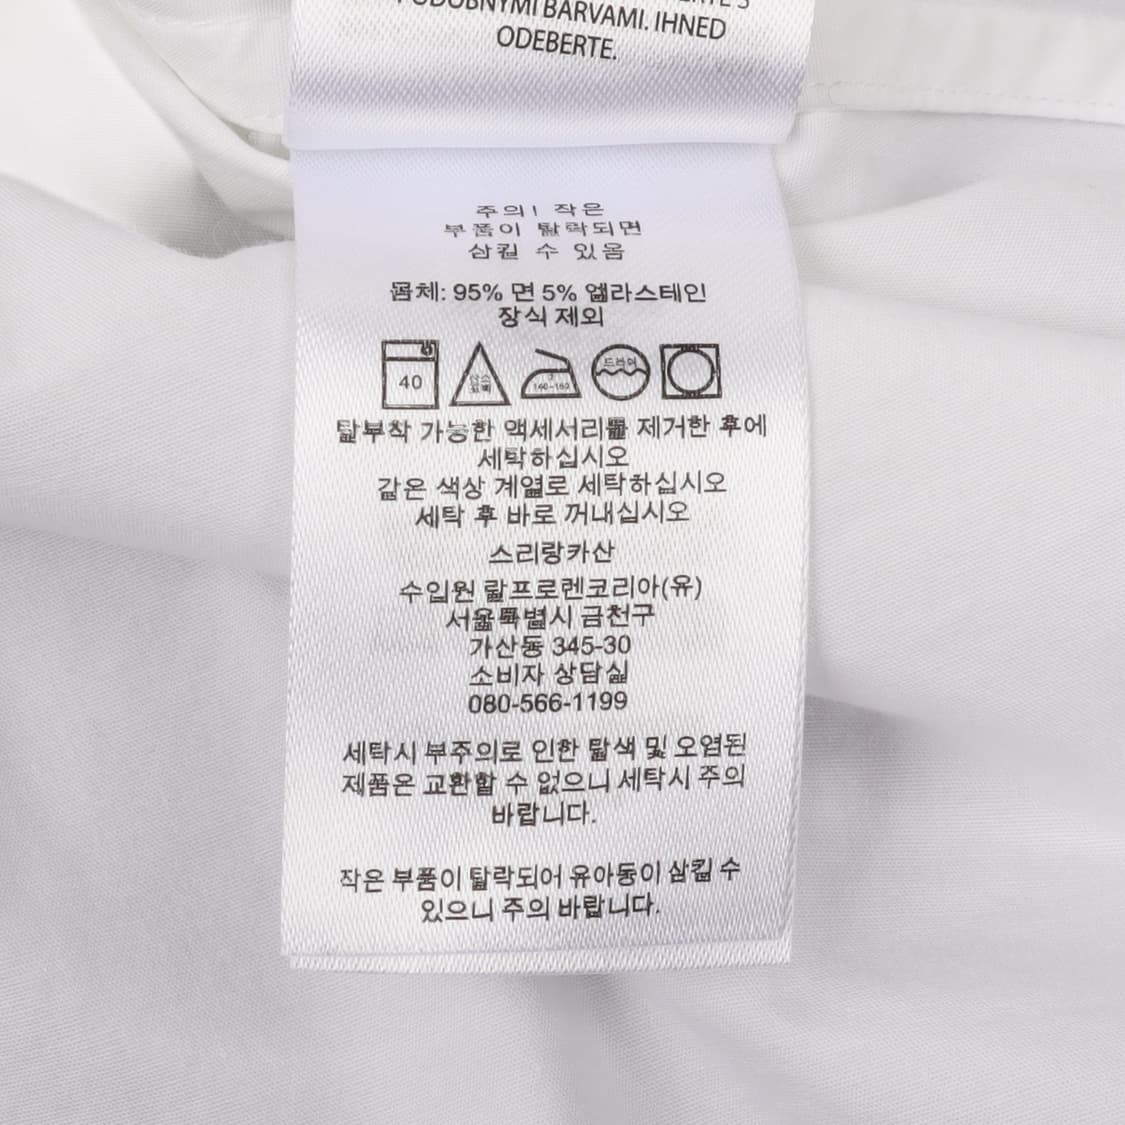 PODOBNÝMI BARVAMI. IHNED
ODEBERTE.
주의! 작은
부품이 탈락되면
삼킬 수 있음
몸체: 95% 면 5% 엘라스테인
장식 제외
40
2
140-160
드라이
탈부착 가능한 액세서리를 제거한 후에
세탁하십시오
같은 색상 계열로 세탁하십시오
세탁 후 바로 꺼내십시오
스리랑카산
수입원 랄프로렌코리아(유)
서울특별시 금천구
가산동 345-30
소비자 상담실
080-566-1199
세탁시 부주의로 인한 탈색 및 오염된
제품은 교환할 수 없으니 세탁시 주의
바랍니다.
작은 부품이 탈락되어 유아동이 삼킬 수
있으니 주의 바랍니다.